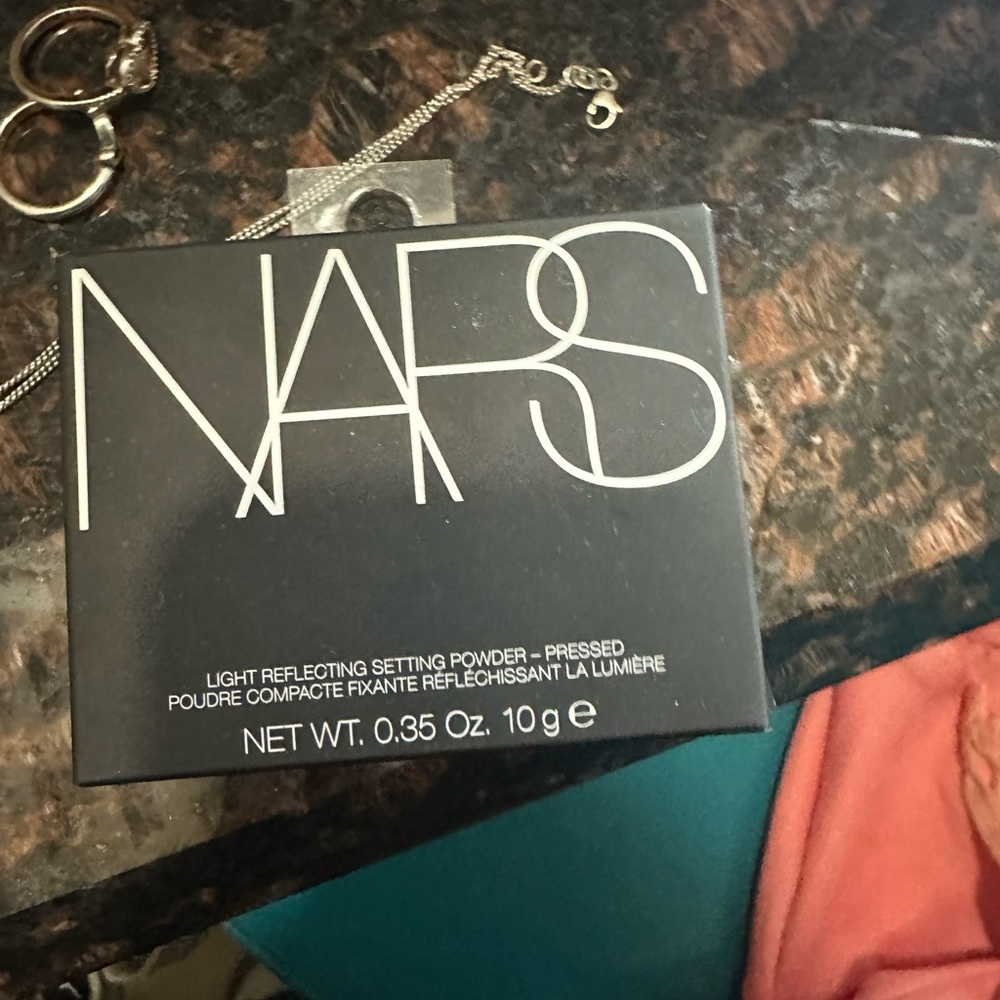 NARS
LIGHT REFLECTING SETTING POWDER – PRESSED
POUDRE COMPACTE FIXANTE RÉFLÉCHISSANT LA LUMIÈRE
NET WT. 0.35 Oz. 10 g e